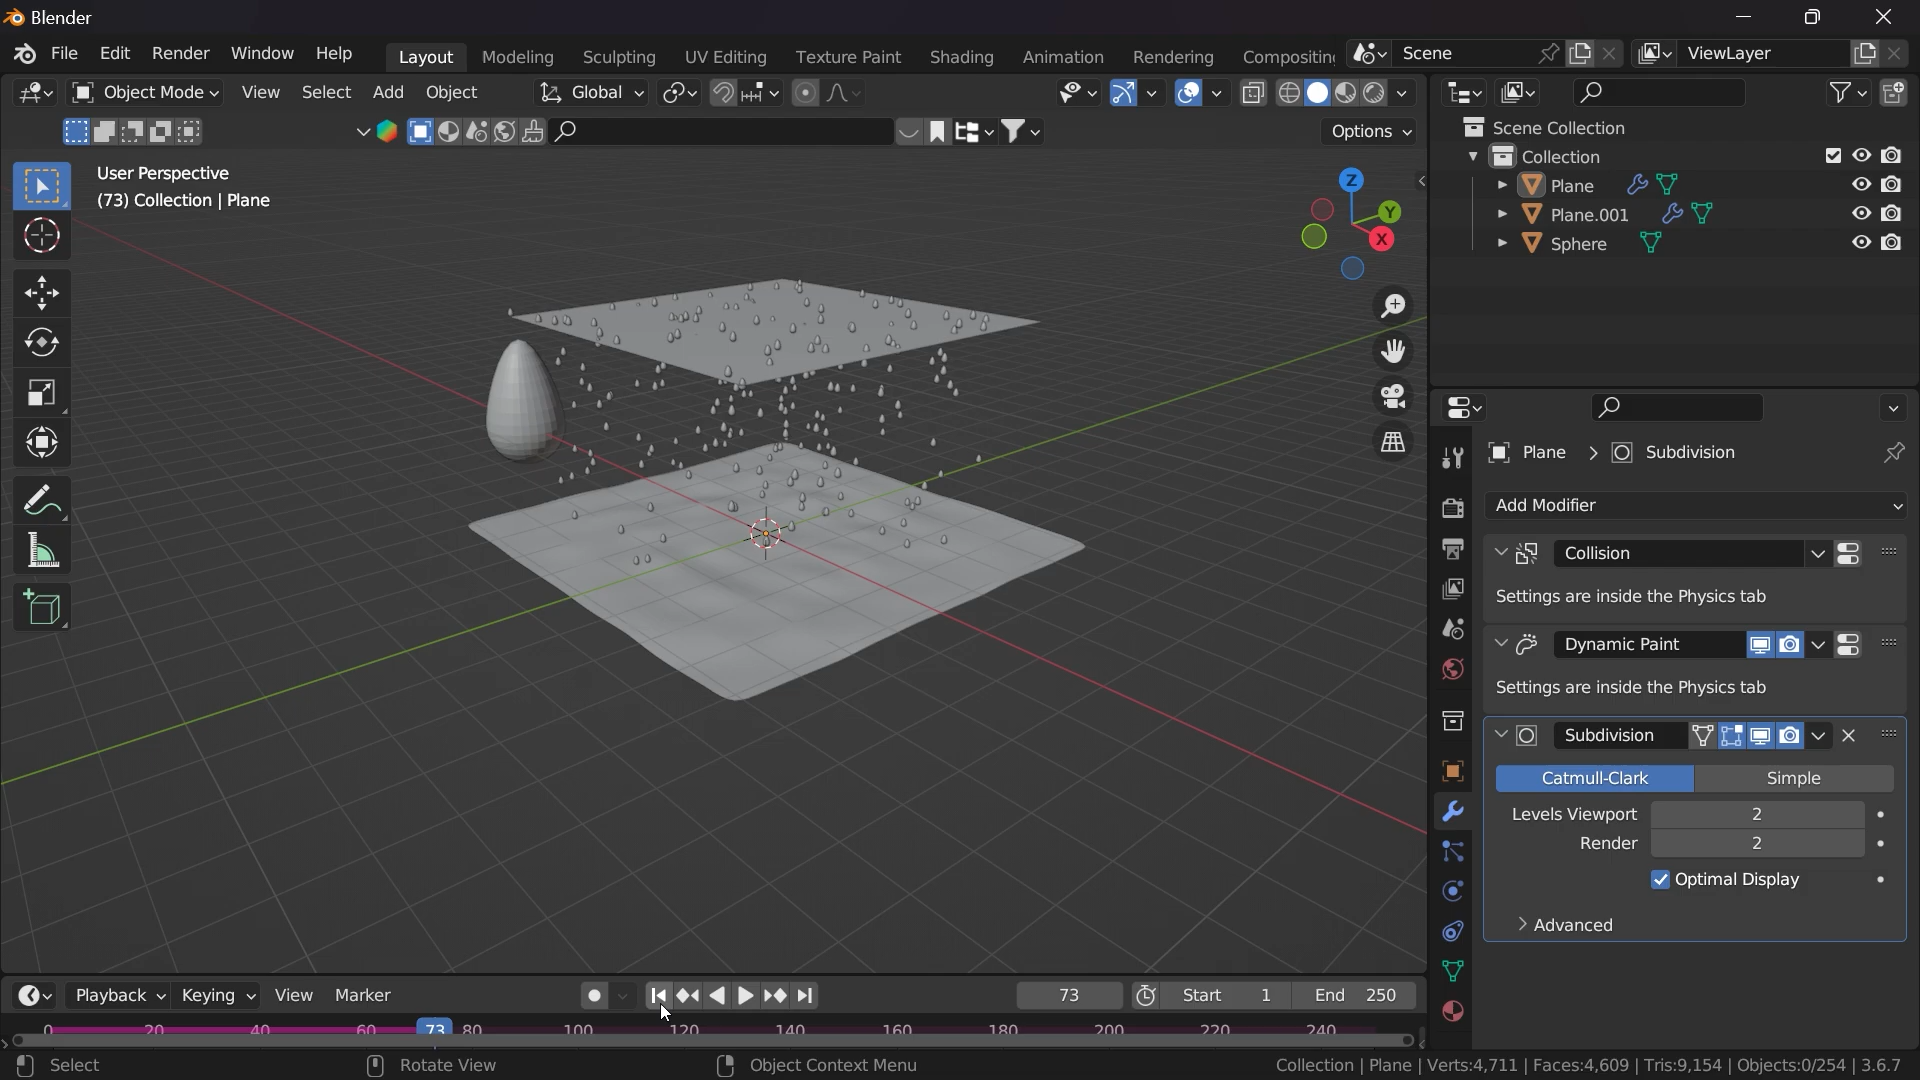 Blender
File Edit Render Window Help Layout Modeling Sculpting UV Editing Texture Paint Shading Animation Rendering Compositing Scene ViewLayer
Object Mode View Select Add Object Global
Options
User Perspective
(73) Collection | Plane
Z
Y
X
Scene Collection
Collection
Plane
Plane.001
Sphere
Plane Subdivision
Add Modifier
Collision
Settings are inside the Physics tab
Dynamic Paint
Settings are inside the Physics tab
Subdivision
Catmull-Clark Simple
Levels Viewport 2
Render 2
Optimal Display
Advanced
Playback Keying View Marker 73 Start 1 End 250
0 20 40 60 73 80 100 120 140 160 180 200 220 240
Select Rotate View Object Context Menu Collection | Plane | Verts:4,711 | Faces:4,609 | Tris:9,154 | Objects:0/254 | 3.6.7